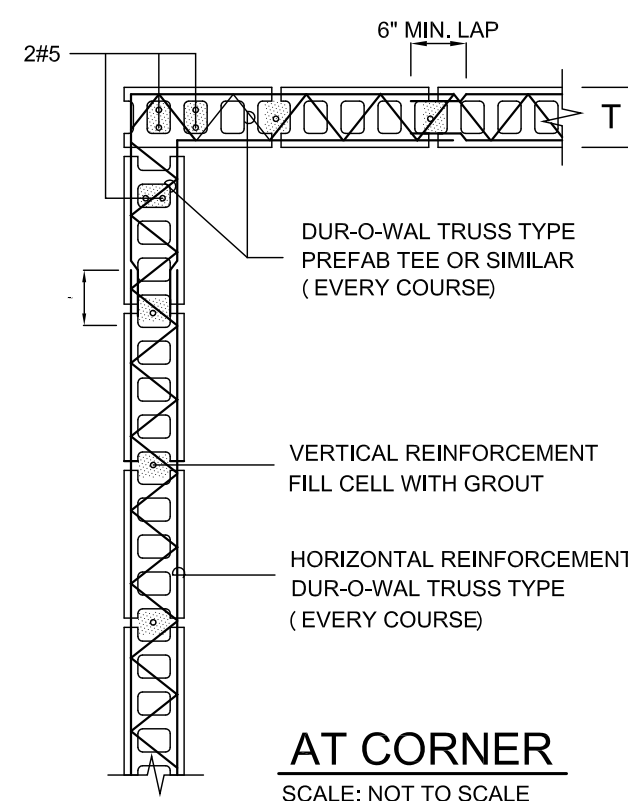 6" MIN. LAP
2#5
T
DUR-O-WAL TRUSS TYPE
PREFAB TEE OR SIMILAR
( EVERY COURSE)
VERTICAL REINFORCEMENT
FILL CELL WITH GROUT
HORIZONTAL REINFORCEMENT
DUR-O-WAL TRUSS TYPE
( EVERY COURSE)
AT CORNER
SCALE: NOT TO SCALE